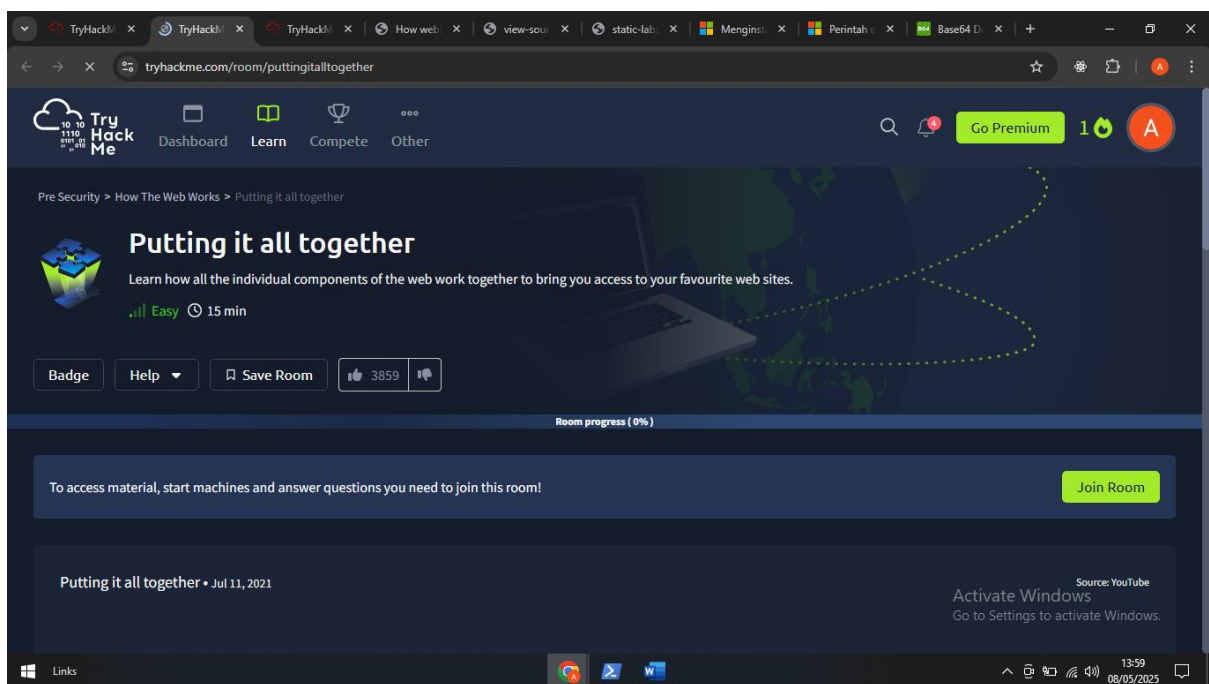 TryHackM
TryHackM
TryHackM
How web
view-sour
static-lab
Menginst
Perintah c
B64
Base64 D
tryhackme.com/room/puttingitalltogether
A
10 10
1110
Try
Hack
Me
Dashboard
Learn
Compete
Other
4
Go Premium
1
A
Pre Security > How The Web Works > Putting it all together
Putting it all together
Learn how all the individual components of the web work together to bring you access to your favourite web sites.
Easy 15 min
Badge
Help
Save Room
3859
Room progress ( 0% )
To access material, start machines and answer questions you need to join this room!
Join Room
Putting it all together • Jul 11, 2021
Source: YouTube
Activate Windows
Go to Settings to activate Windows.
Links
13:59
08/05/2025